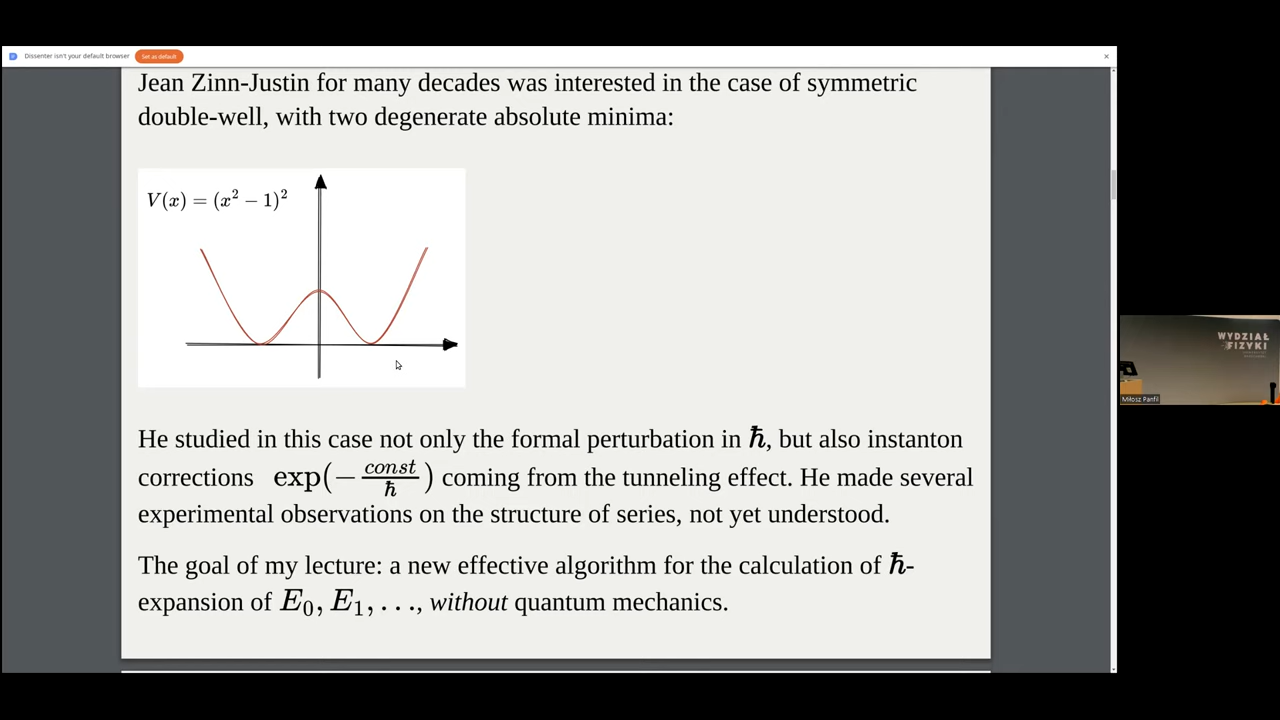 Dissenter isn't your default browser Set as default
Jean Zinn-Justin for many decades was interested in the case of symmetric
double-well, with two degenerate absolute minima:
V(x) = (x² − 1)²
He studied in this case not only the formal perturbation in ħ, but also instanton
corrections exp(− const/ħ) coming from the tunneling effect. He made several
experimental observations on the structure of series, not yet understood.
The goal of my lecture: a new effective algorithm for the calculation of ħ-
expansion of E₀, E₁, …, without quantum mechanics.
WYDZIAŁ
FIZYKI
Miłosz Panfil